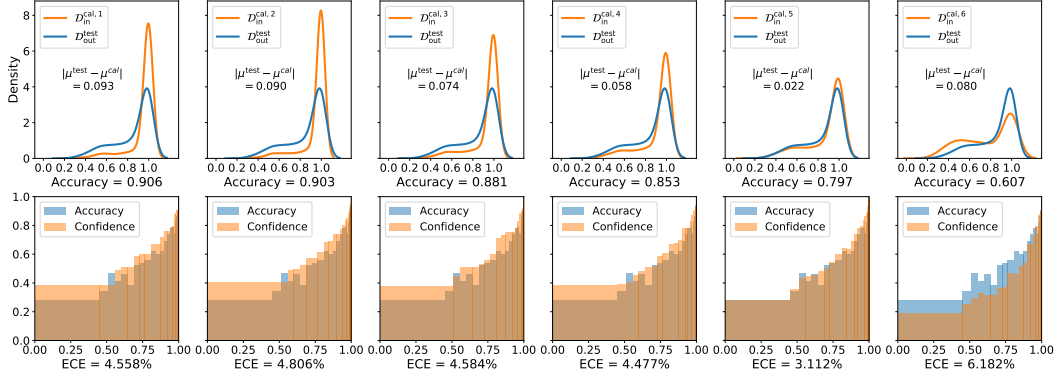 Density
8
6
4
2
0
𝒟_in^cal, 1
𝒟_out^test
|μ^test − μ^cal|
= 0.093
0.0 0.2 0.4 0.6 0.8 1.0
Accuracy = 0.906
𝒟_in^cal, 2
𝒟_out^test
|μ^test − μ^cal|
= 0.090
0.0 0.2 0.4 0.6 0.8 1.0
Accuracy = 0.903
𝒟_in^cal, 3
𝒟_out^test
|μ^test − μ^cal|
= 0.074
0.0 0.2 0.4 0.6 0.8 1.0
Accuracy = 0.881
𝒟_in^cal, 4
𝒟_out^test
|μ^test − μ^cal|
= 0.058
0.0 0.2 0.4 0.6 0.8 1.0
Accuracy = 0.853
𝒟_in^cal, 5
𝒟_out^test
|μ^test − μ^cal|
= 0.022
0.0 0.2 0.4 0.6 0.8 1.0
Accuracy = 0.797
𝒟_in^cal, 6
𝒟_out^test
|μ^test − μ^cal|
= 0.080
0.0 0.2 0.4 0.6 0.8 1.0
Accuracy = 0.607
1.0
0.8
0.6
0.4
0.2
0.0
Accuracy
Confidence
0.00 0.25 0.50 0.75 1.00
ECE = 4.558%
Accuracy
Confidence
0.00 0.25 0.50 0.75 1.00
ECE = 4.806%
Accuracy
Confidence
0.00 0.25 0.50 0.75 1.00
ECE = 4.584%
Accuracy
Confidence
0.00 0.25 0.50 0.75 1.00
ECE = 4.477%
Accuracy
Confidence
0.00 0.25 0.50 0.75 1.00
ECE = 3.112%
Accuracy
Confidence
0.00 0.25 0.50 0.75 1.00
ECE = 6.182%